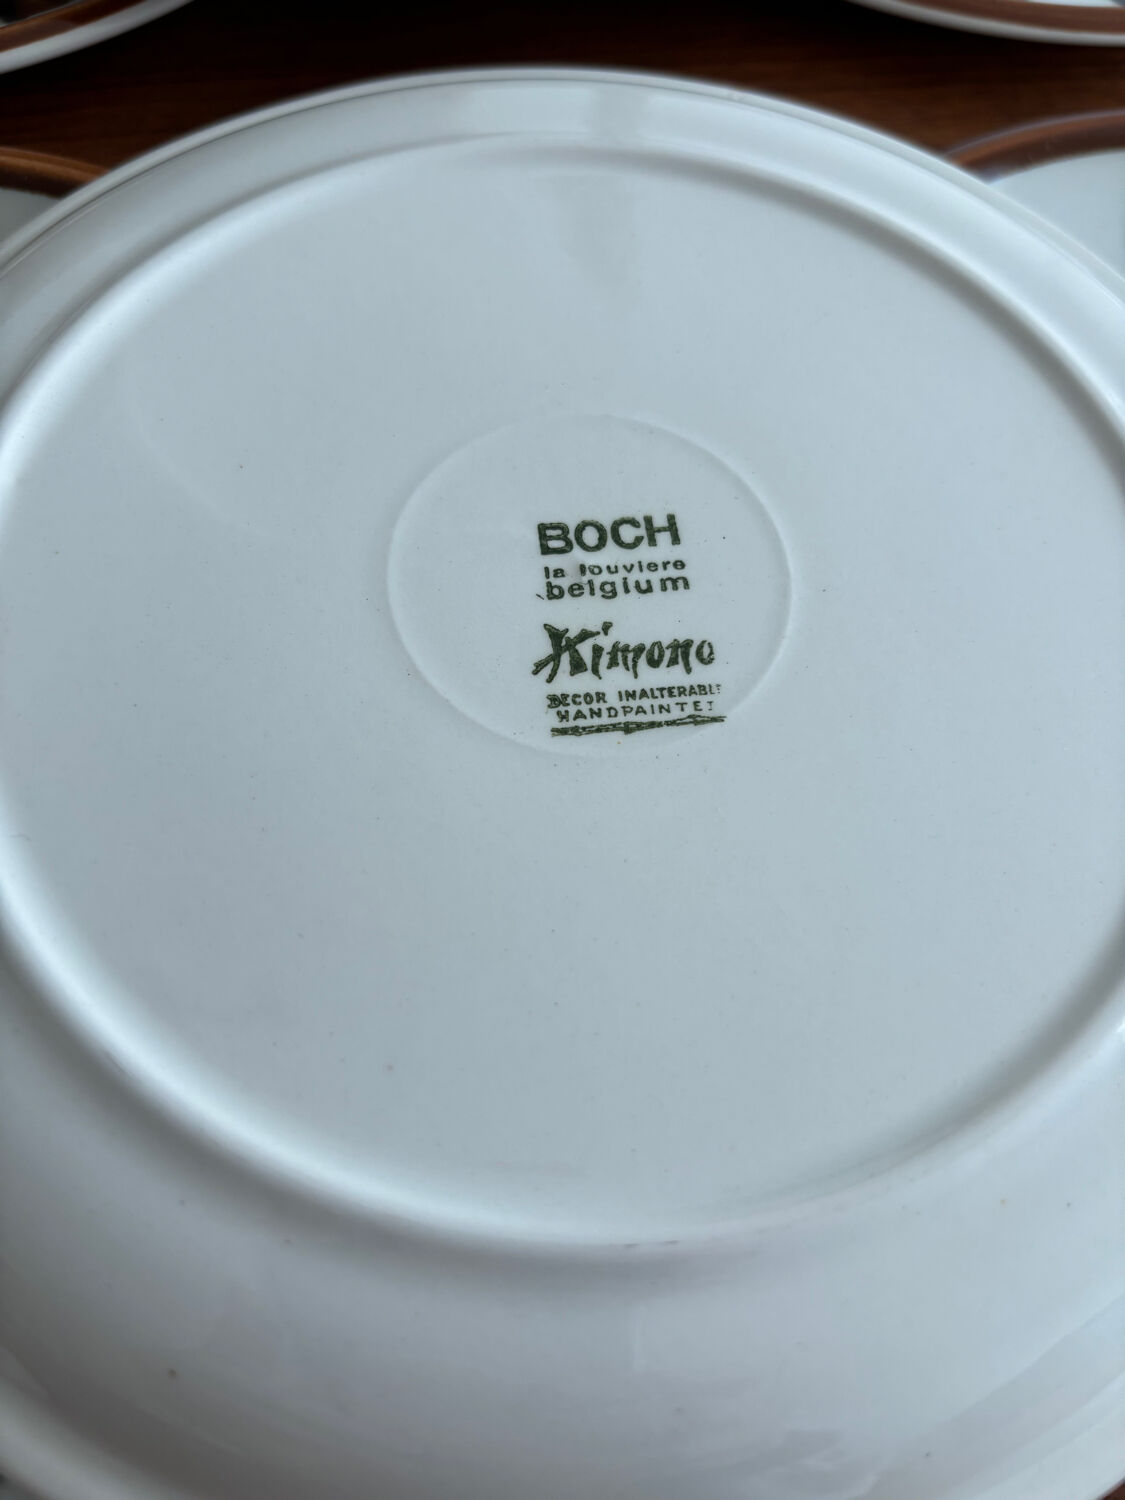 BOCH
la louviere
belgium
Kimono
DECOR INALTERABLE
HANDPAINTED